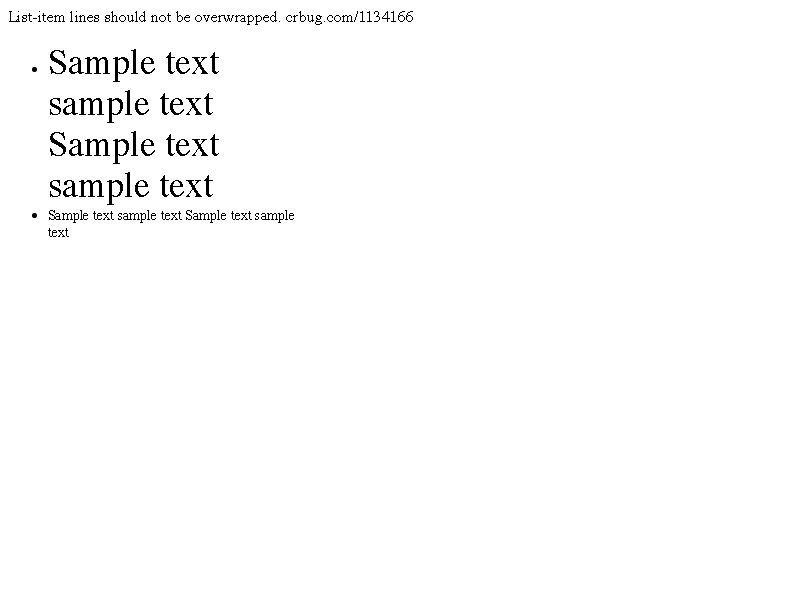 List-item lines should not be overwrapped. crbug.com/1134166
• Sample text
sample text
Sample text
sample text
• Sample text sample text Sample text sample
text